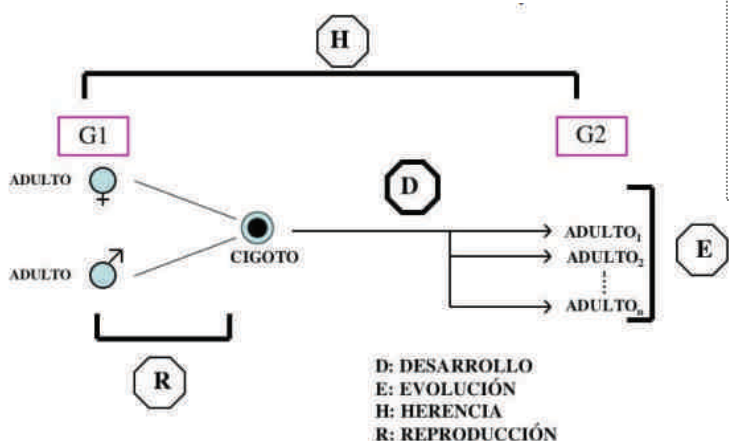 H
G1
G2
ADULTO
D
ADULTO₁
CIGOTO
ADULTO₂
E
ADULTO
ADULTOₙ
R
D: DESARROLLO
E: EVOLUCIÓN
H: HERENCIA
R: REPRODUCCIÓN